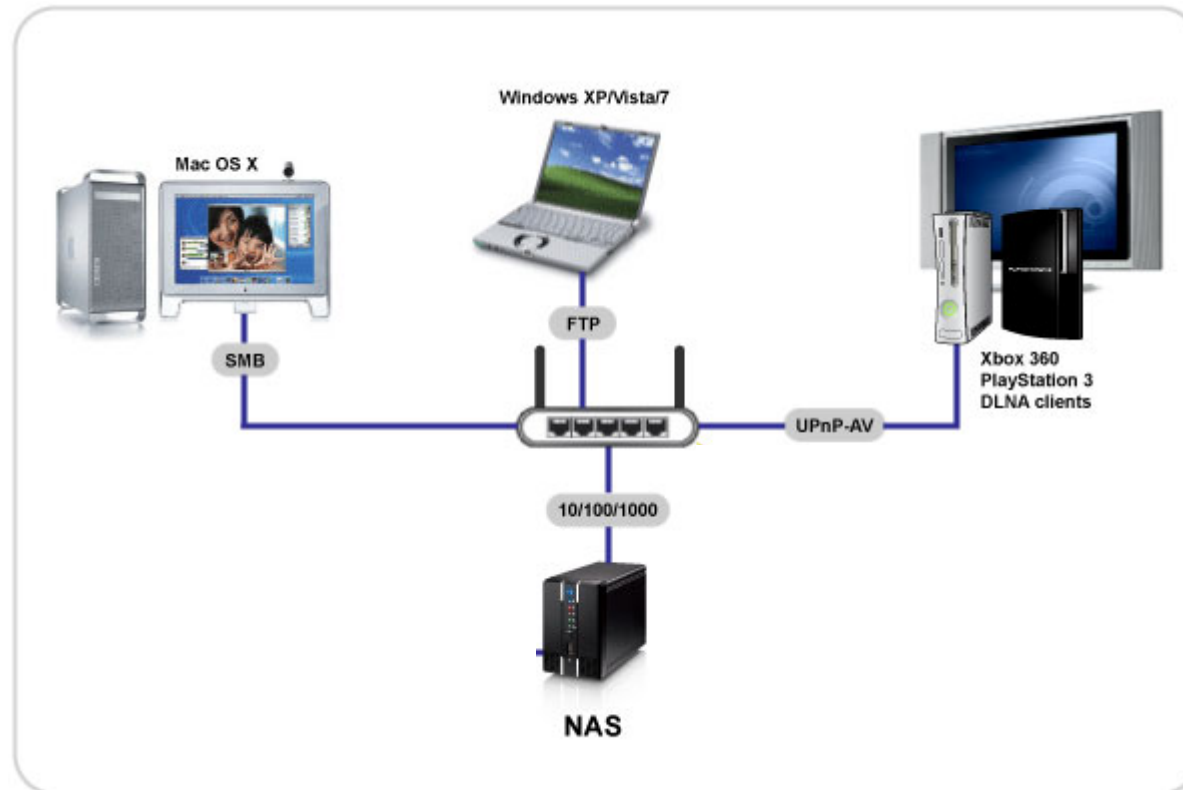 Windows XP/Vista/7
Mac OS X
FTP
SMB
Xbox 360
PlayStation 3
DLNA clients
UPnP-AV
10/100/1000
NAS